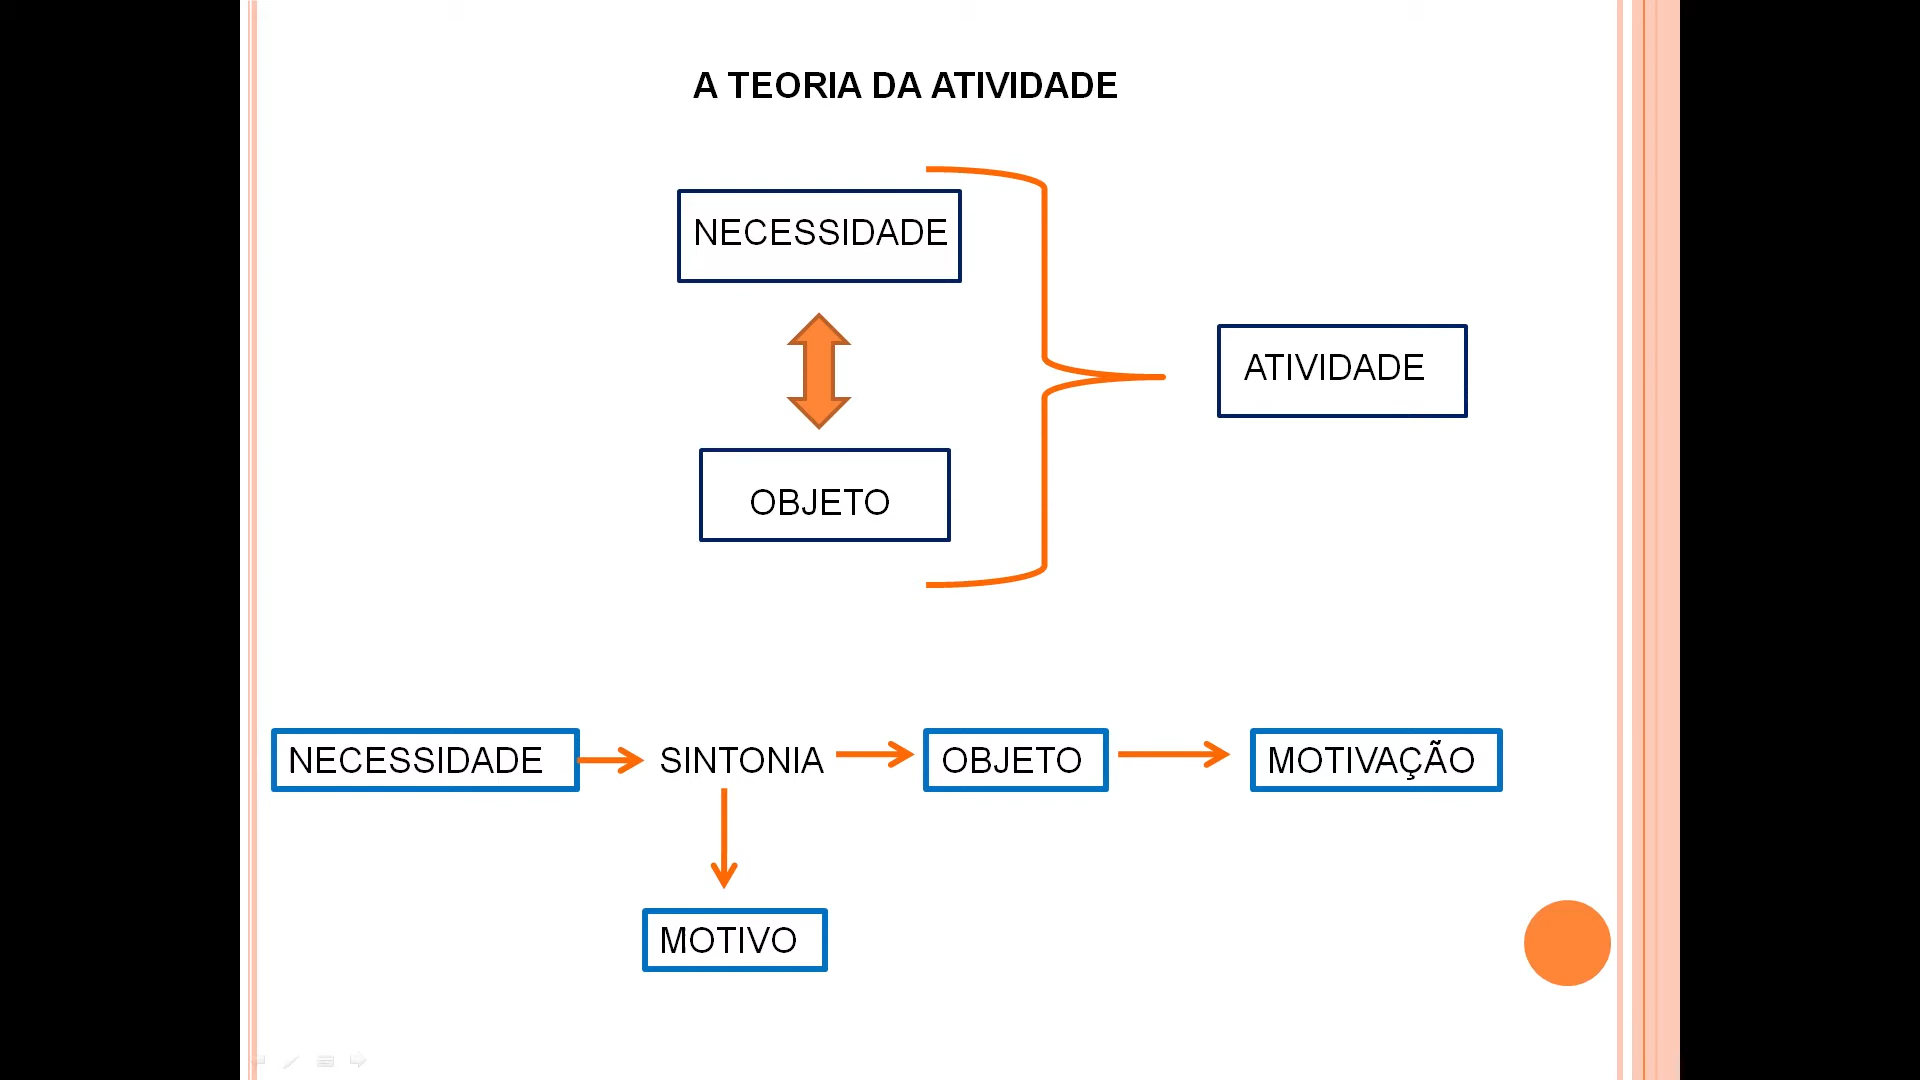 A TEORIA DA ATIVIDADE
NECESSIDADE
ATIVIDADE
OBJETO
NECESSIDADE
SINTONIA
OBJETO
MOTIVAÇÃO
MOTIVO